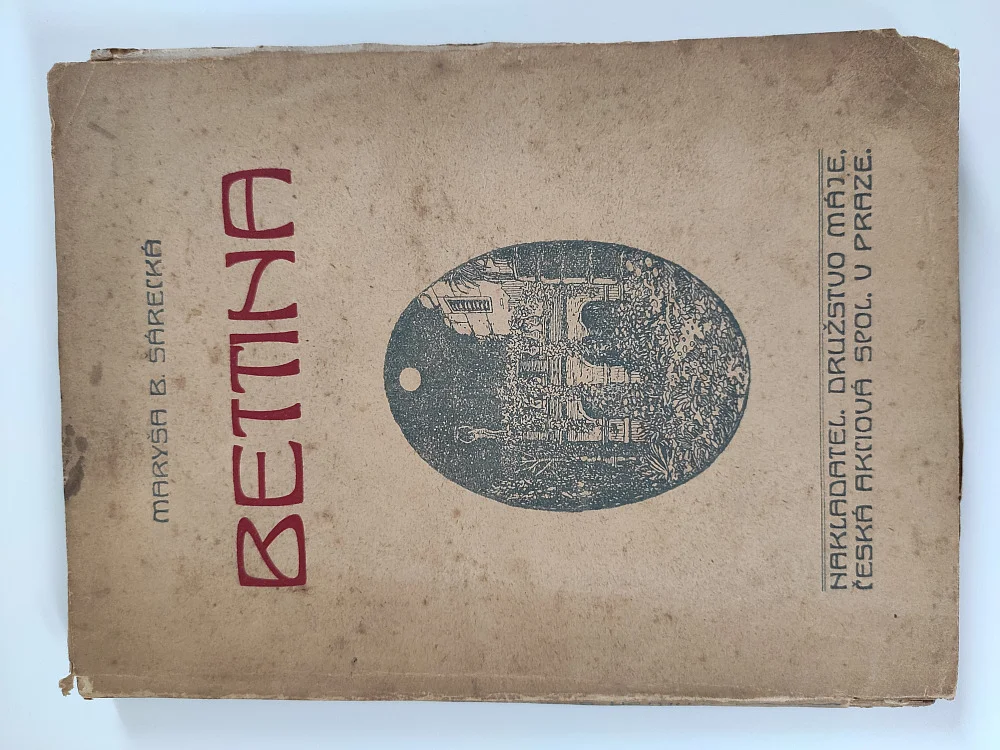 MARYŠA B. ŠÁRECKÁ
BETTINA
NAKLADATEL. DRUŽSTVO MÁJE,
ČESKÁ AKCIOVÁ SPOL. V PRAZE.